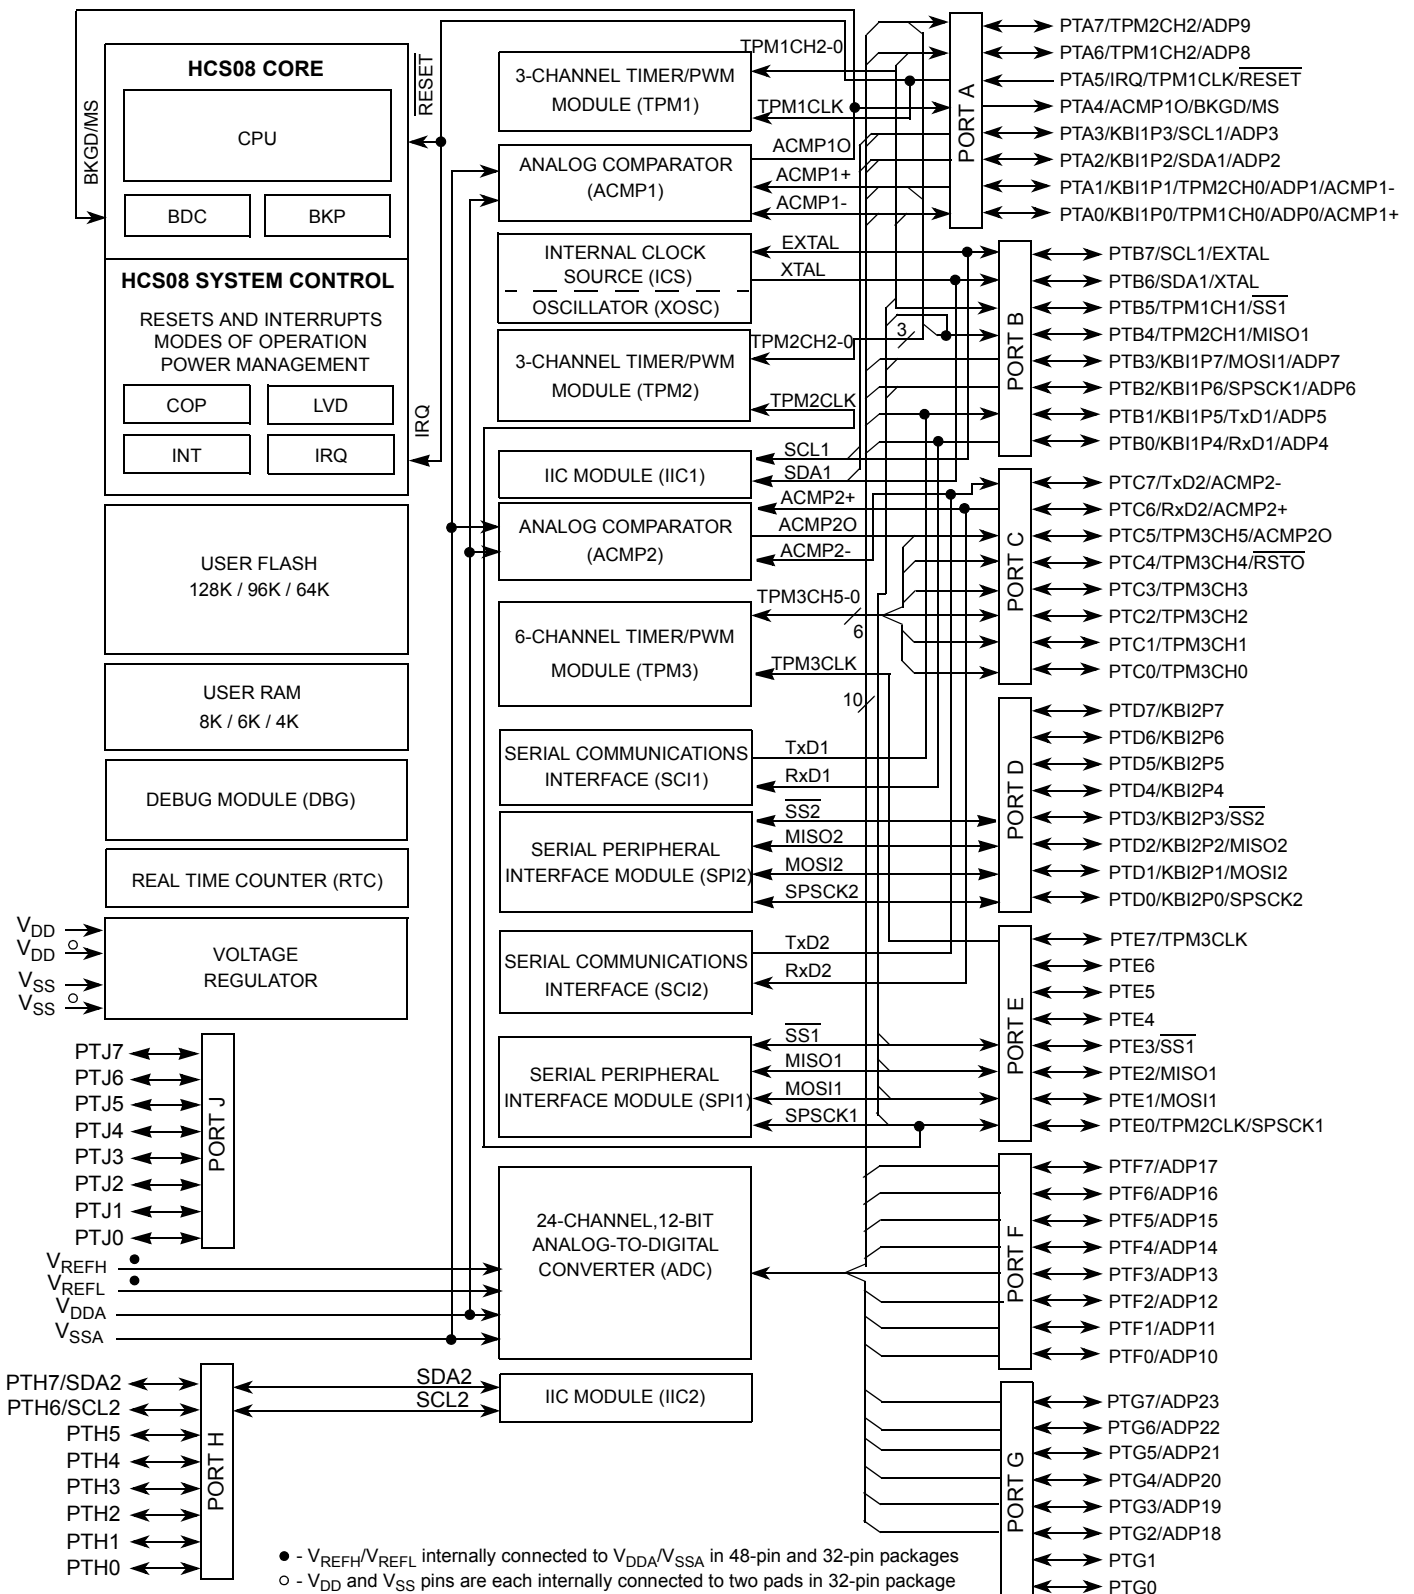 HCS08 CORE
CPU
BDC
BKP
BKGD/MS
RESET
HCS08 SYSTEM CONTROL
RESETS AND INTERRUPTS
MODES OF OPERATION
POWER MANAGEMENT
COP
LVD
INT
IRQ
IRQ
USER FLASH
128K / 96K / 64K
USER RAM
8K / 6K / 4K
DEBUG MODULE (DBG)
REAL TIME COUNTER (RTC)
VDD
VDD
VSS
VSS
VOLTAGE
REGULATOR
PTJ7
PTJ6
PTJ5
PTJ4
PTJ3
PTJ2
PTJ1
PTJ0
PORT J
VREFH
VREFL
VDDA
VSSA
PTH7/SDA2
PTH6/SCL2
PTH5
PTH4
PTH3
PTH2
PTH1
PTH0
PORT H
3-CHANNEL TIMER/PWM
MODULE (TPM1)
TPM1CH2-0
TPM1CLK
ANALOG COMPARATOR
(ACMP1)
ACMP1O
ACMP1+
ACMP1-
INTERNAL CLOCK
SOURCE (ICS)
OSCILLATOR (XOSC)
EXTAL
XTAL
3-CHANNEL TIMER/PWM
MODULE (TPM2)
TPM2CH2-0
3
TPM2CLK
IIC MODULE (IIC1)
SCL1
SDA1
ANALOG COMPARATOR
(ACMP2)
ACMP2+
ACMP2O
ACMP2-
6-CHANNEL TIMER/PWM
MODULE (TPM3)
TPM3CH5-0
6
TPM3CLK
10
SERIAL COMMUNICATIONS
INTERFACE (SCI1)
TxD1
RxD1
SERIAL PERIPHERAL
INTERFACE MODULE (SPI2)
SS2
MISO2
MOSI2
SPSCK2
SERIAL COMMUNICATIONS
INTERFACE (SCI2)
TxD2
RxD2
SERIAL PERIPHERAL
INTERFACE MODULE (SPI1)
SS1
MISO1
MOSI1
SPSCK1
24-CHANNEL,12-BIT
ANALOG-TO-DIGITAL
CONVERTER (ADC)
IIC MODULE (IIC2)
SDA2
SCL2
PORT A
PTA7/TPM2CH2/ADP9
PTA6/TPM1CH2/ADP8
PTA5/IRQ/TPM1CLK/RESET
PTA4/ACMP1O/BKGD/MS
PTA3/KBI1P3/SCL1/ADP3
PTA2/KBI1P2/SDA1/ADP2
PTA1/KBI1P1/TPM2CH0/ADP1/ACMP1-
PTA0/KBI1P0/TPM1CH0/ADP0/ACMP1+
PORT B
PTB7/SCL1/EXTAL
PTB6/SDA1/XTAL
PTB5/TPM1CH1/SS1
PTB4/TPM2CH1/MISO1
PTB3/KBI1P7/MOSI1/ADP7
PTB2/KBI1P6/SPSCK1/ADP6
PTB1/KBI1P5/TxD1/ADP5
PTB0/KBI1P4/RxD1/ADP4
PORT C
PTC7/TxD2/ACMP2-
PTC6/RxD2/ACMP2+
PTC5/TPM3CH5/ACMP2O
PTC4/TPM3CH4/RSTO
PTC3/TPM3CH3
PTC2/TPM3CH2
PTC1/TPM3CH1
PTC0/TPM3CH0
PORT D
PTD7/KBI2P7
PTD6/KBI2P6
PTD5/KBI2P5
PTD4/KBI2P4
PTD3/KBI2P3/SS2
PTD2/KBI2P2/MISO2
PTD1/KBI2P1/MOSI2
PTD0/KBI2P0/SPSCK2
PORT E
PTE7/TPM3CLK
PTE6
PTE5
PTE4
PTE3/SS1
PTE2/MISO1
PTE1/MOSI1
PTE0/TPM2CLK/SPSCK1
PORT F
PTF7/ADP17
PTF6/ADP16
PTF5/ADP15
PTF4/ADP14
PTF3/ADP13
PTF2/ADP12
PTF1/ADP11
PTF0/ADP10
PORT G
PTG7/ADP23
PTG6/ADP22
PTG5/ADP21
PTG4/ADP20
PTG3/ADP19
PTG2/ADP18
PTG1
PTG0
● - VREFH/VREFL internally connected to VDDA/VSSA in 48-pin and 32-pin packages
○ - VDD and VSS pins are each internally connected to two pads in 32-pin package